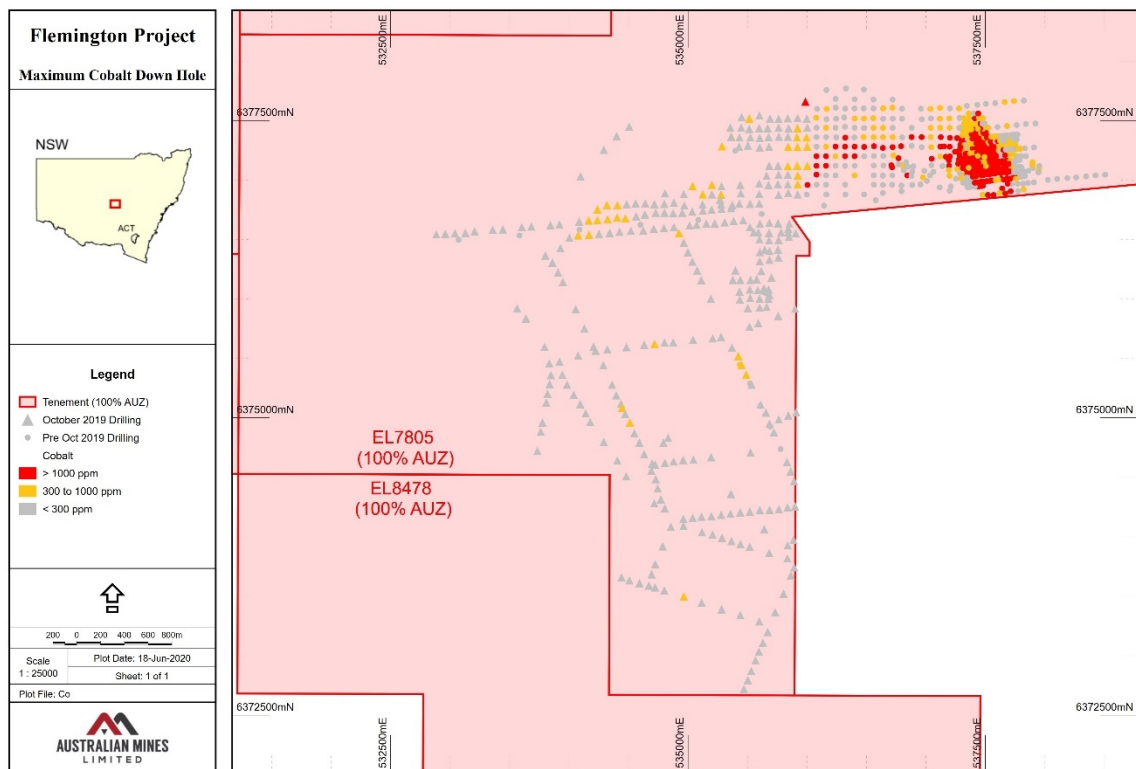 Flemington Project
Maximum Cobalt Down Hole
NSW
ACT
Legend
Tenement (100% AUZ)
October 2019 Drilling
Pre Oct 2019 Drilling
Cobalt
> 1000 ppm
300 to 1000 ppm
< 300 ppm
200 0 200 400 600 800m
Scale
1 : 25000
Plot Date: 18-Jun-2020
Sheet: 1 of 1
Plot File: Co
AUSTRALIAN MINES
LIMITED
532500mE 535000mE 537500mE
6377500mN 6377500mN
6375000mN 6375000mN
EL7805
(100% AUZ)
EL8478
(100% AUZ)
6372500mN 6372500mN
532500mE 535000mE 537500mE